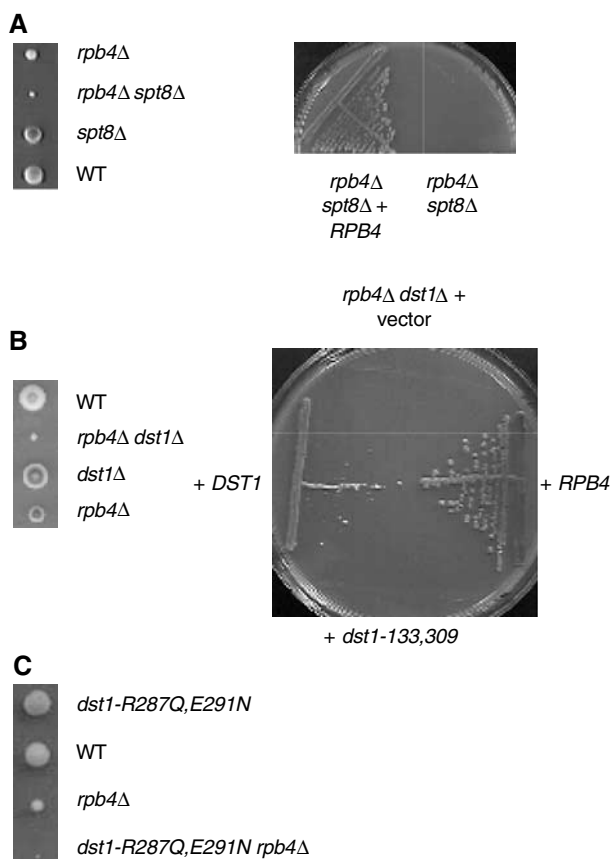 A
rpb4Δ
rpb4Δ spt8Δ
spt8Δ
WT
rpb4Δ
spt8Δ +
RPB4
rpb4Δ
spt8Δ
rpb4Δ dst1Δ +
vector
B
WT
rpb4Δ dst1Δ
dst1Δ
rpb4Δ
+ DST1
+ RPB4
+ dst1-133,309
C
dst1-R287Q,E291N
WT
rpb4Δ
dst1-R287Q,E291N rpb4Δ